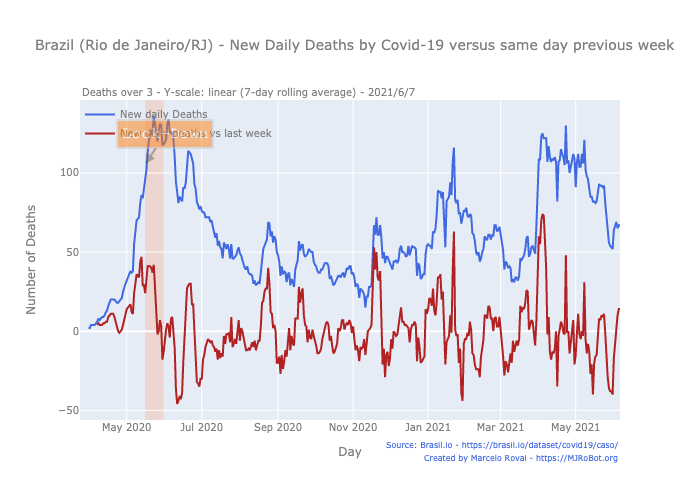 Brazil (Rio de Janeiro/RJ) - New Daily Deaths by Covid-19 versus same day previous week
Deaths over 3 - Y-scale: linear (7-day rolling average) - 2021/6/7
New daily Deaths
New vs last week
100
50
0
−50
Number of Deaths
May 2020
Jul 2020
Sep 2020
Nov 2020
Jan 2021
Mar 2021
May 2021
Day
Source: Brasil.io - https://brasil.io/dataset/covid19/caso/
Created by Marcelo Rovai - https://MJRoBot.org